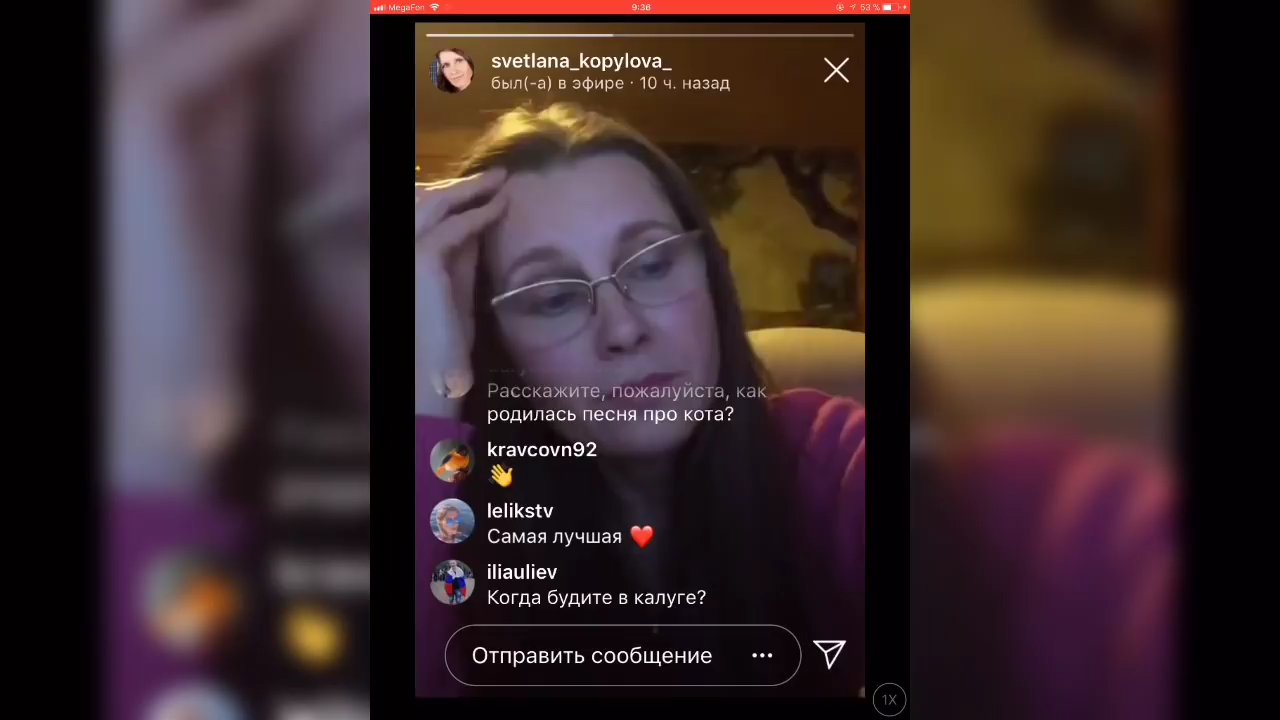 MegaFon
9:36
53 %
svetlana_kopylova_
был(-а) в эфире · 10 ч. назад
Расскажите, пожалуйста, как
родилась песня про кота?
kravcovn92
👋
lelikstv
Самая лучшая ❤️
iliauliev
Когда будите в калуге?
Отправить сообщение
1X